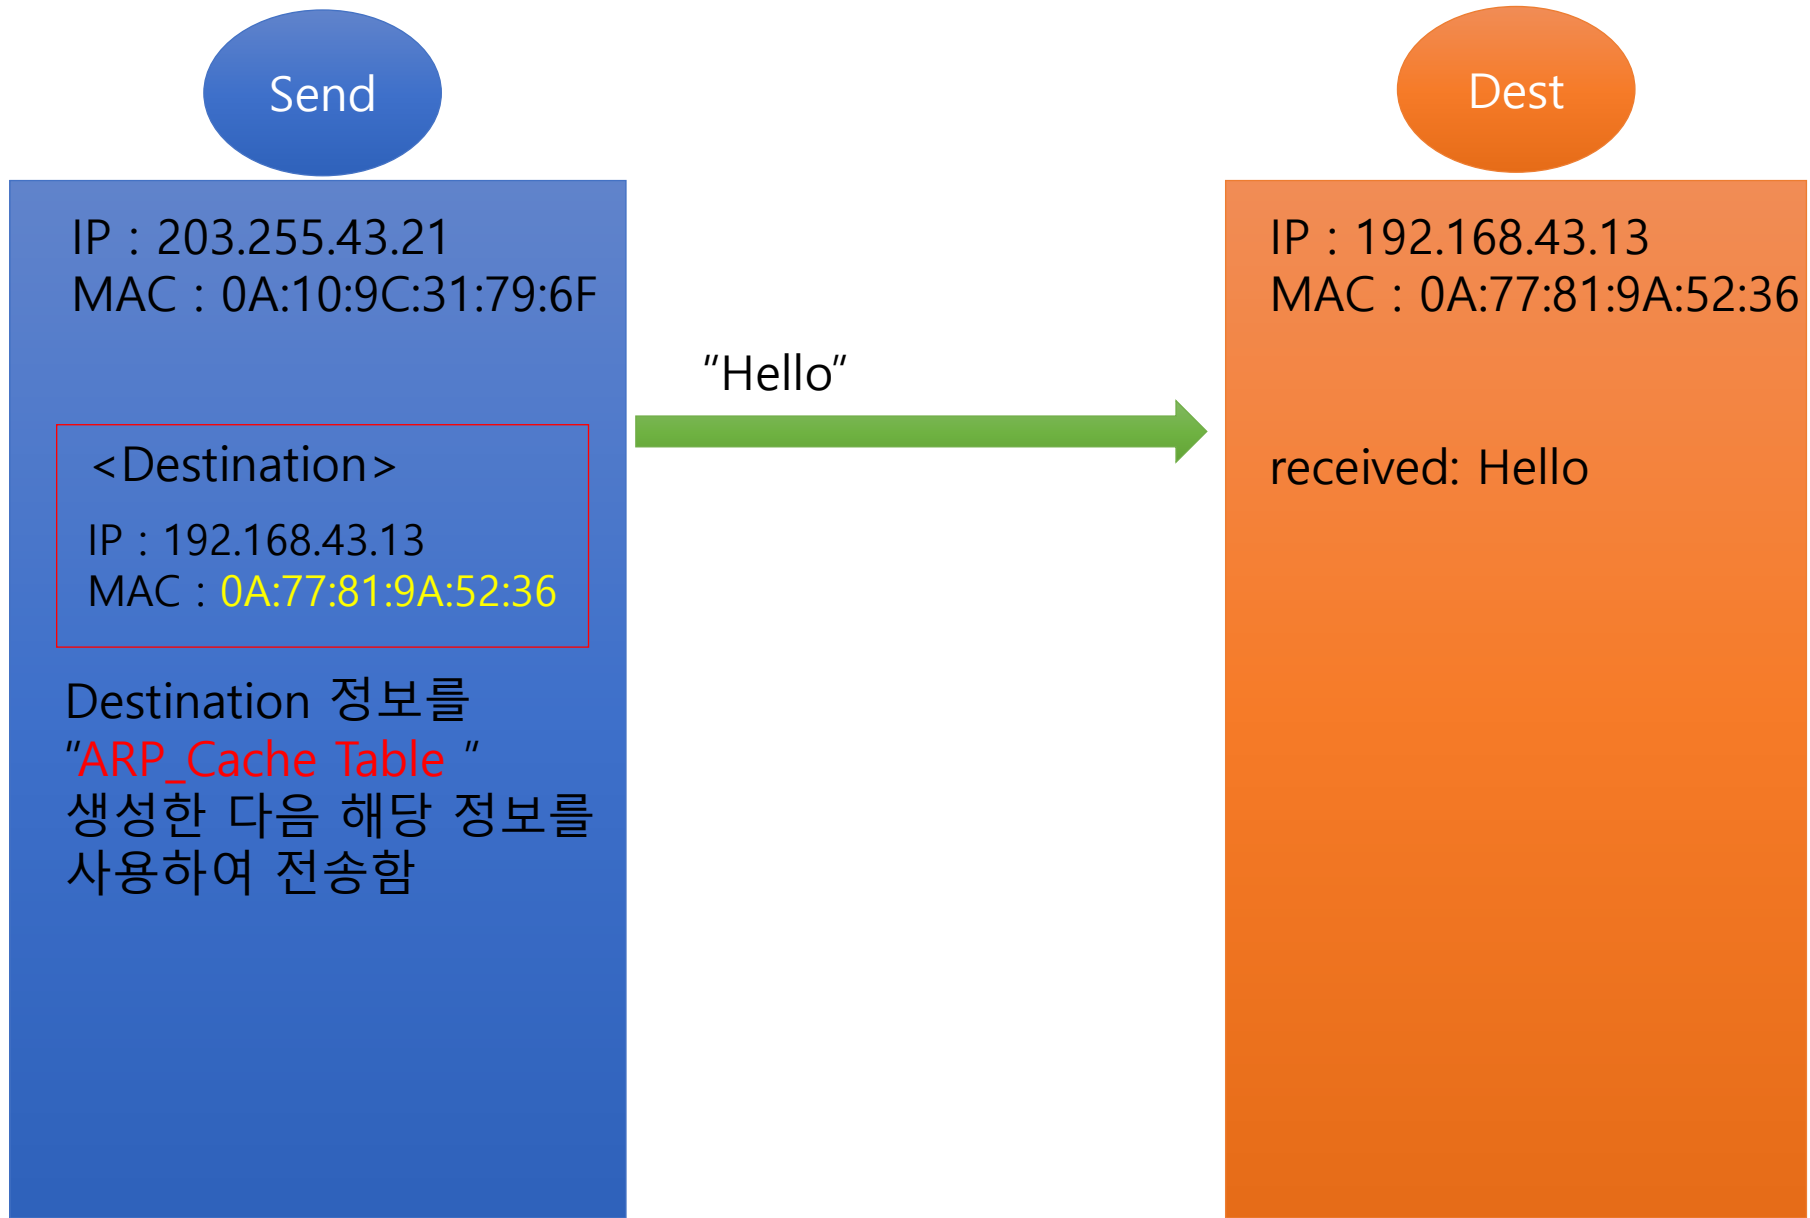 Send
IP : 203.255.43.21
MAC : 0A:10:9C:31:79:6F
<Destination>
IP : 192.168.43.13
MAC : 0A:77:81:9A:52:36
Destination 정보를
"ARP_Cache Table "
생성한 다음 해당 정보를
사용하여 전송함
"Hello"
Dest
IP : 192.168.43.13
MAC : 0A:77:81:9A:52:36
received: Hello